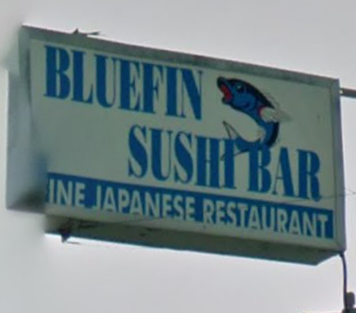 BLUEFIN
SUSHI BAR
INE JAPANESE RESTAURANT